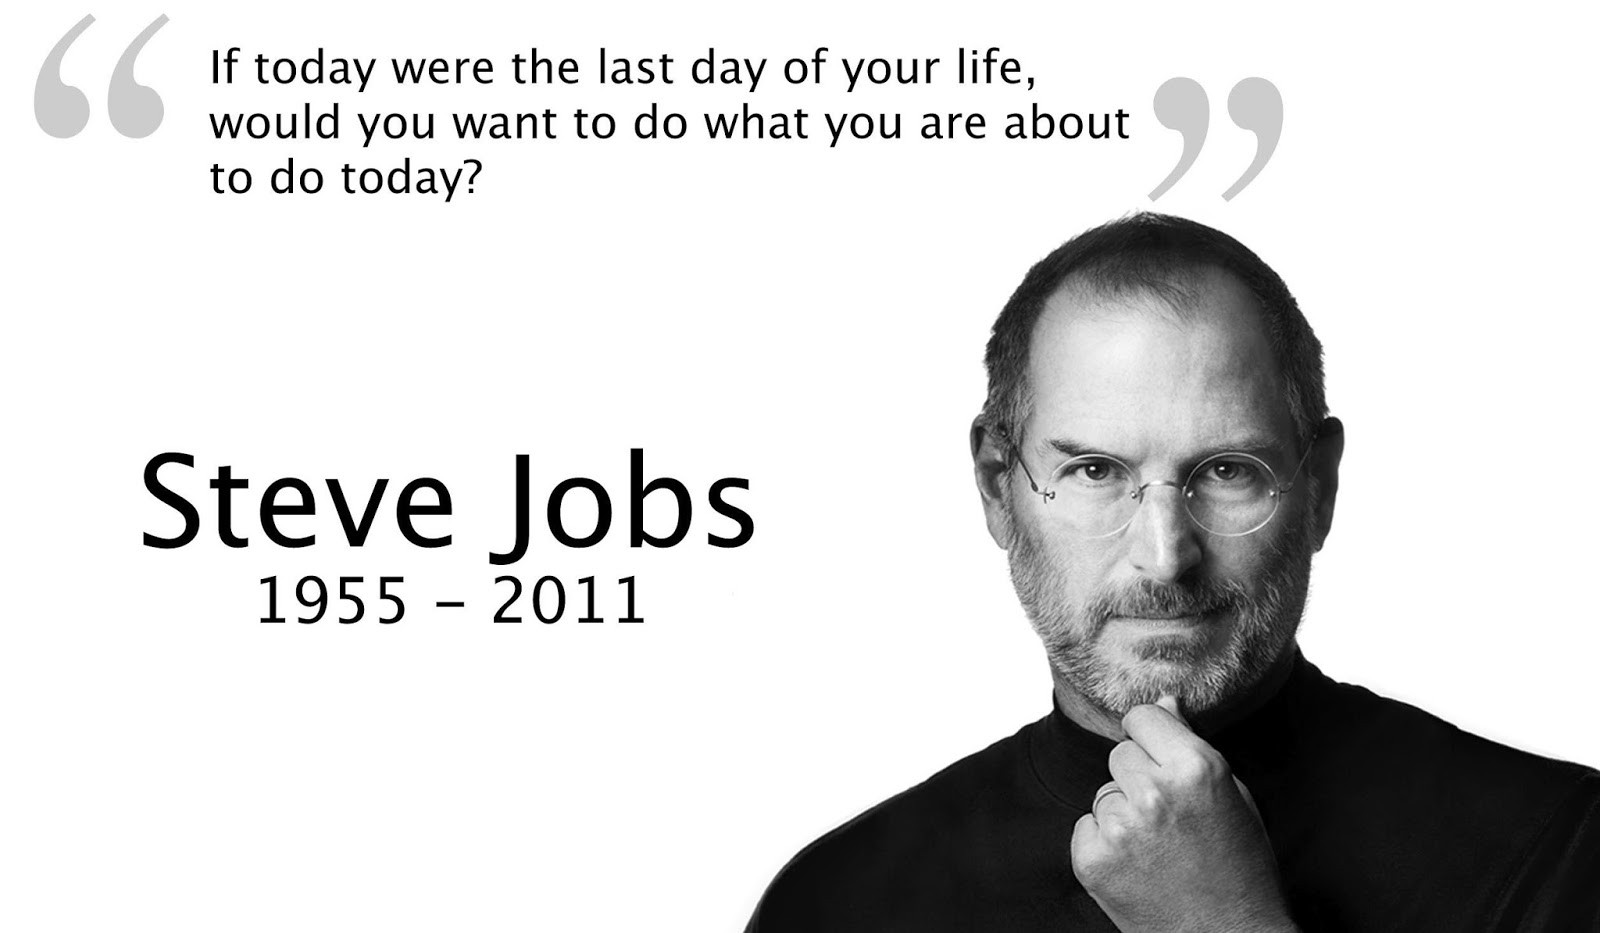 If today were the last day of your life,
would you want to do what you are about
to do today?
Steve Jobs
1955 – 2011